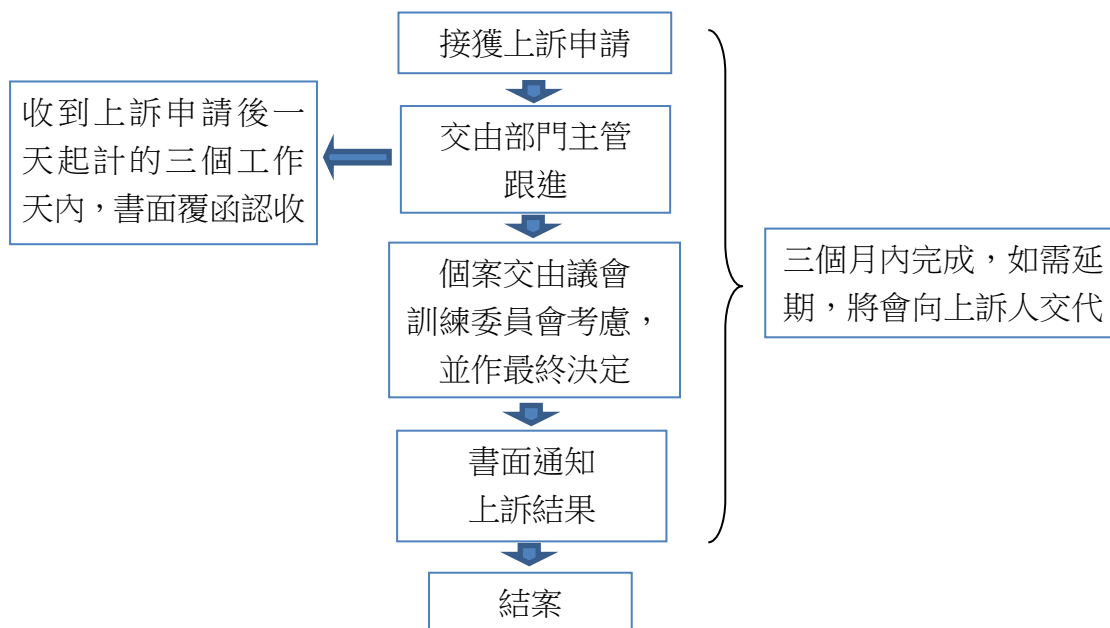 接獲上訴申請
收到上訴申請後一
天起計的三個工作
天內，書面覆函認收
交由部門主管
跟進
個案交由議會
訓練委員會考慮，
並作最終決定
三個月內完成，如需延
期，將會向上訴人交代
書面通知
上訴結果
結案